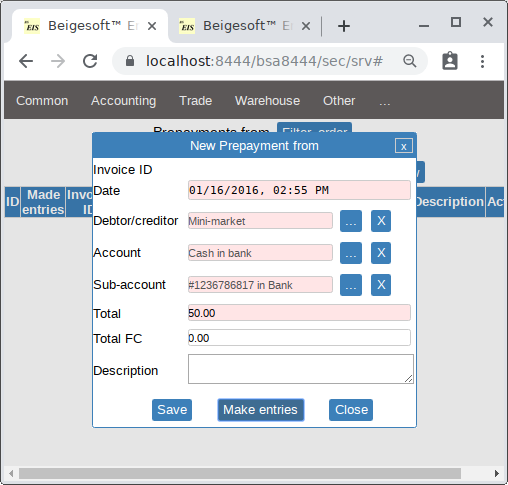 Beigesoft™ E
Beigesoft™ E
localhost:8444/bsa8444/sec/srv#
Common Accounting Trade Warehouse Other ...
Prepayments from Filter, order
New Prepayment from x
ID Made entries Description
Invoice ID
Date 01/16/2016, 02:55 PM
Debtor/creditor Mini-market ... X
Account Cash in bank ... X
Sub-account #1236786817 in Bank ... X
Total 50.00
Total FC 0.00
Description
Save Make entries Close